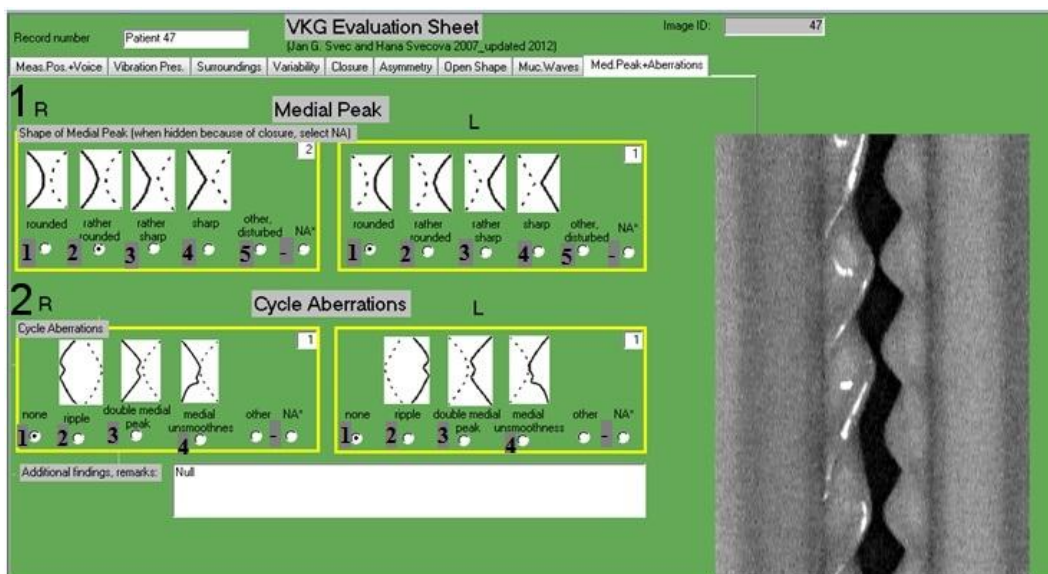 VKG Evaluation Sheet
Image ID: 47
Record number Patient 47
(Jan G. Svec and Hana Svecova 2007_updated 2012)
Meas.Pos.+Voice Vibration Pres. Surroundings Variability Closure Asymmetry Open Shape Muc.Waves Med.Peak+Aberrations
1 R Medial Peak L
Shape of Medial Peak (when hidden because of closure, select NA)
2 1
rounded rather rounded rather sharp sharp other, disturbed NA* rounded rather rounded rather sharp sharp other, disturbed NA*
1 2 3 4 5 - 1 2 3 4 5 -
2 R Cycle Aberrations L
Cycle Aberrations
1 1
none ripple double medial peak medial unsmoothness other NA* none ripple double medial peak medial unsmoothness other NA*
1 2 3 4 - 1 2 3 4 -
Additional findings, remarks: Null